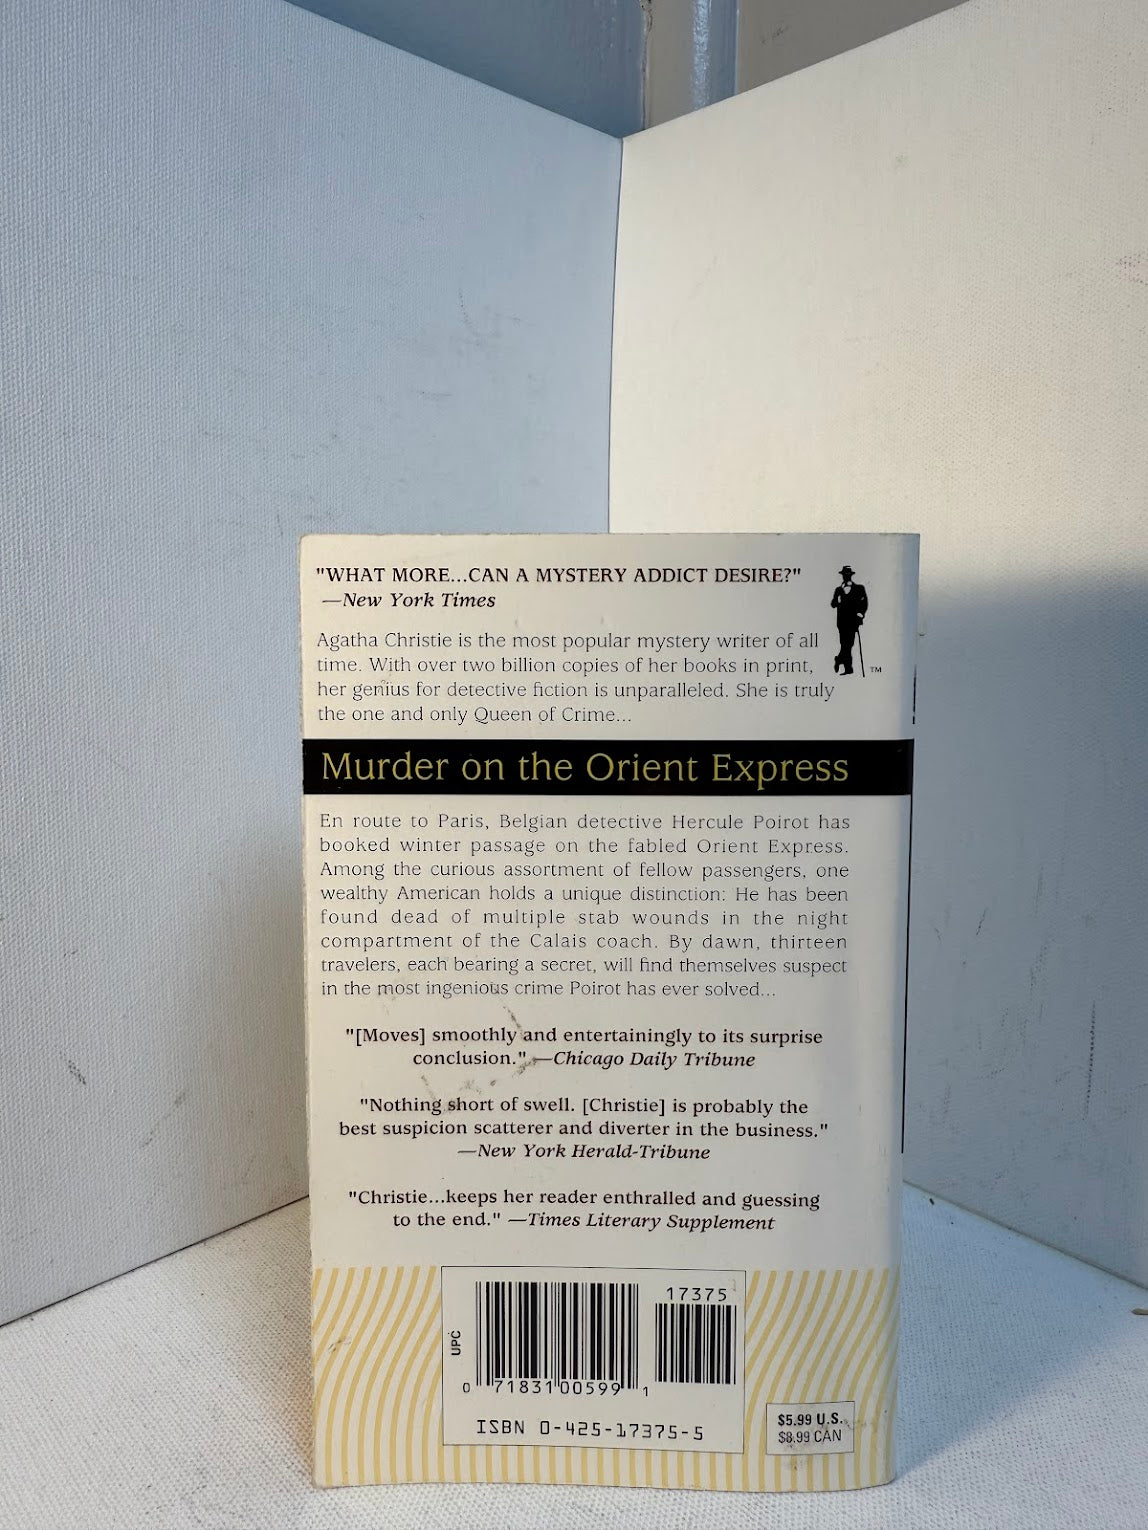 "WHAT MORE...CAN A MYSTERY ADDICT DESIRE?"
—New York Times
Agatha Christie is the most popular mystery writer of all
time. With over two billion copies of her books in print,
her genius for detective fiction is unparalleled. She is truly
the one and only Queen of Crime...
TM
Murder on the Orient Express
En route to Paris, Belgian detective Hercule Poirot has
booked winter passage on the fabled Orient Express.
Among the curious assortment of fellow passengers, one
wealthy American holds a unique distinction: He has been
found dead of multiple stab wounds in the night
compartment of the Calais coach. By dawn, thirteen
travelers, each bearing a secret, will find themselves suspect
in the most ingenious crime Poirot has ever solved...
"[Moves] smoothly and entertainingly to its surprise
conclusion." —Chicago Daily Tribune
"Nothing short of swell. [Christie] is probably the
best suspicion scatterer and diverter in the business."
—New York Herald-Tribune
"Christie...keeps her reader enthralled and guessing
to the end." —Times Literary Supplement
17375
UPC
0 71831 00599 1
ISBN 0-425-17375-5
$5.99 U.S.
$8.99 CAN